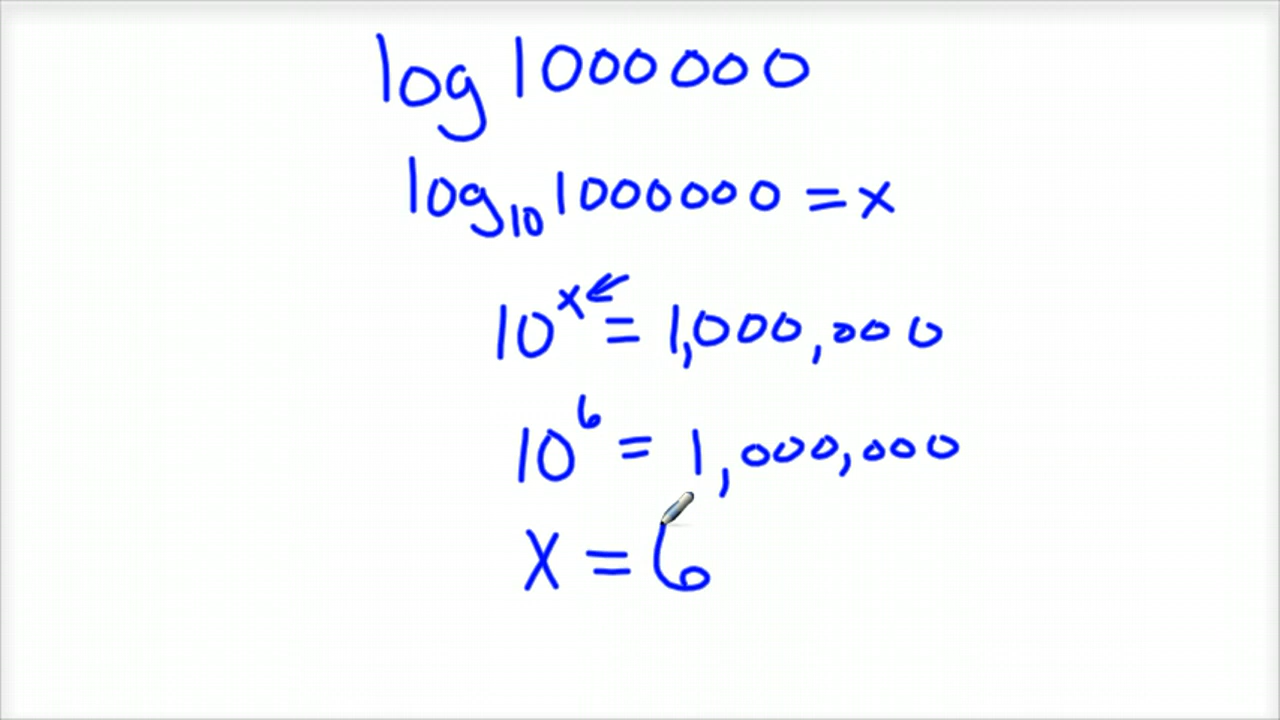 log 1000000
log₁₀ 1000000 = x
10ˣ = 1,000,000
10⁶ = 1,000,000
x = 6